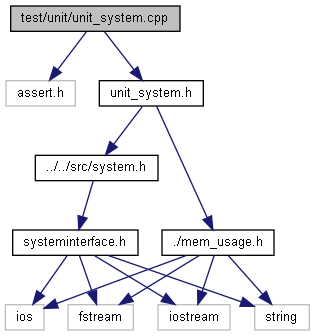 test/unit/unit_system.cpp
assert.h
unit_system.h
../../src/system.h
systeminterface.h
./mem_usage.h
ios
fstream
iostream
string